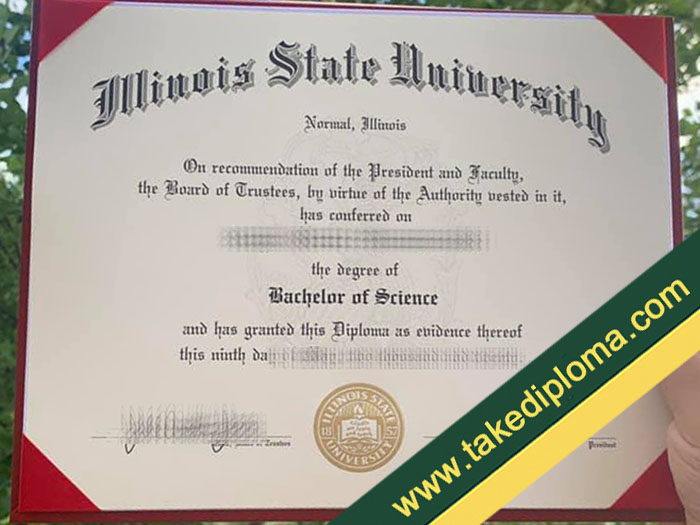 Illinois State University
Normal, Illinois
On recommendation of the President and Faculty,
the Board of Trustees, by virtue of the Authority vested in it,
has conferred on
the degree of
Bachelor of Science
and has granted this Diploma as evidence thereof
this ninth
ILLINOIS STATE
UNIVERSITY
Trustees
President
www.takediploma.com